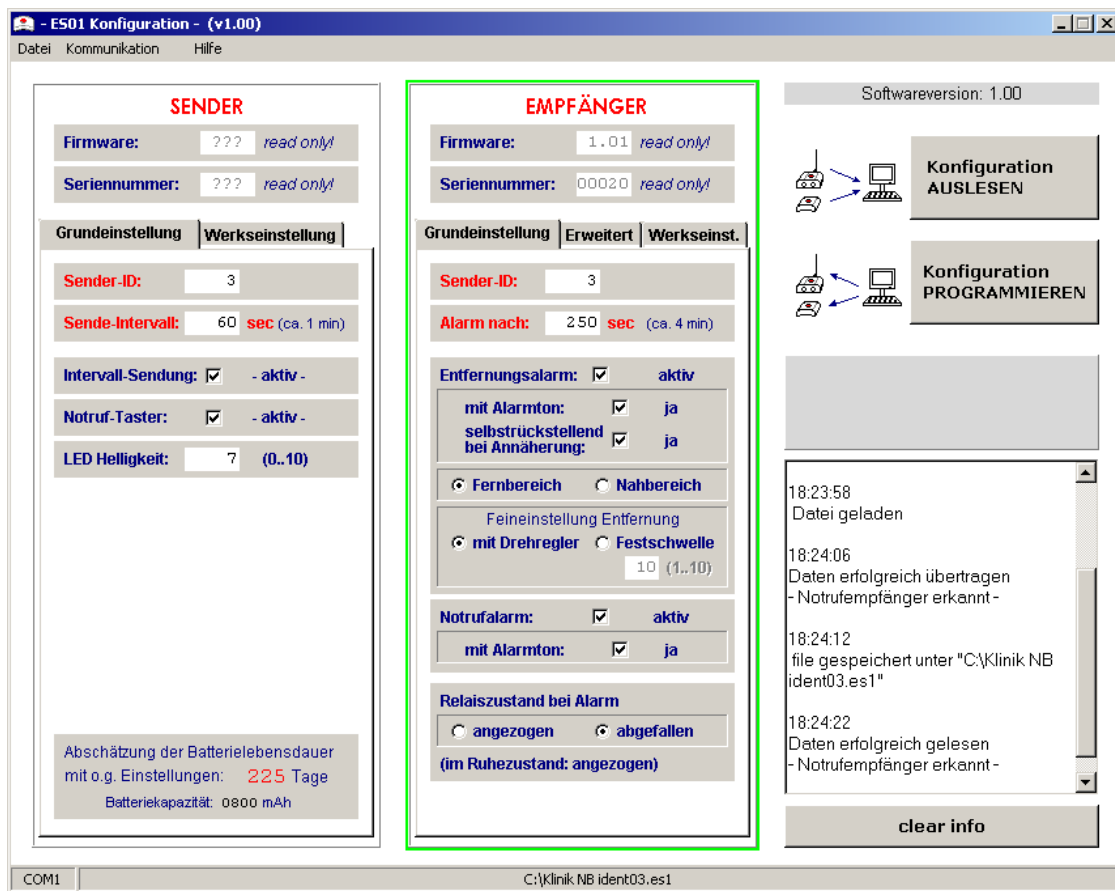 - ES01 Konfiguration - (v1.00)
Datei Kommunikation Hilfe
SENDER
Firmware: ??? read only!
Seriennummer: ??? read only!
Grundeinstellung Werkseinstellung
Sender-ID: 3
Sende-Intervall: 60 sec (ca. 1 min)
Intervall-Sendung: - aktiv -
Notruf-Taster: - aktiv -
LED Helligkeit: 7 (0..10)
Abschätzung der Batterielebensdauer
mit o.g. Einstellungen: 225 Tage
Batteriekapazität: 0800 mAh
EMPFÄNGER
Firmware: 1.01 read only!
Seriennummer: 00020 read only!
Grundeinstellung Erweitert Werkseinst.
Sender-ID: 3
Alarm nach: 250 sec (ca. 4 min)
Entfernungsalarm: aktiv
mit Alarmton: ja
selbstrückstellend
bei Annäherung: ja
Fernbereich Nahbereich
Feineinstellung Entfernung
mit Drehregler Festschwelle
10 (1..10)
Notrufalarm: aktiv
mit Alarmton: ja
Relaiszustand bei Alarm
angezogen abgefallen
(im Ruhezustand: angezogen)
Softwareversion: 1.00
Konfiguration
AUSLESEN
Konfiguration
PROGRAMMIEREN
18:23:58
Datei geladen
18:24:06
Daten erfolgreich übertragen
- Notrufempfänger erkannt -
18:24:12
file gespeichert unter "C:\Klinik NB
ident03.es1"
18:24:22
Daten erfolgreich gelesen
- Notrufempfänger erkannt -
clear info
COM1 C:\Klinik NB ident03.es1